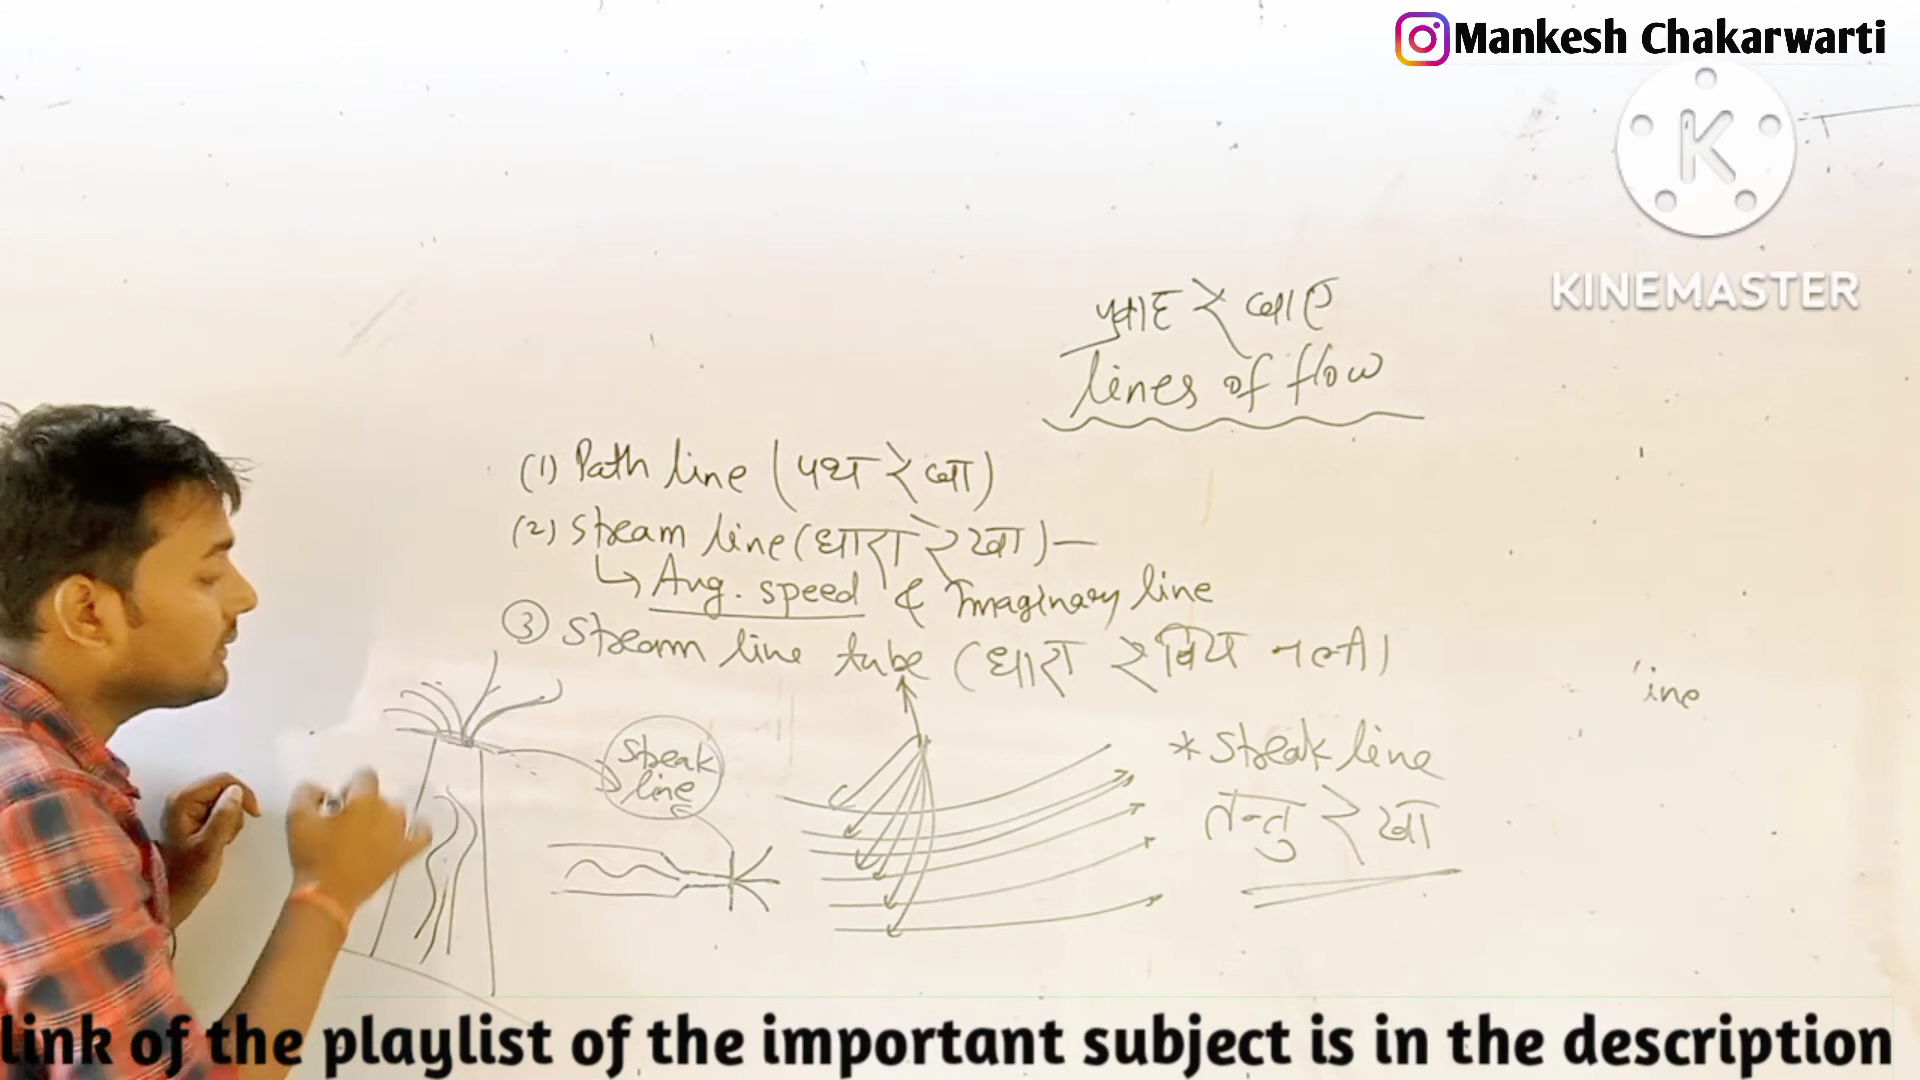 Mankesh Chakarwarti
K
KINEMASTER
प्रवाह रेखाए
lines of flow
(1) Path line (पथ रेखा)
(2) Stream line (धारा रेखा) —
↳ Avg. speed & Imaginary line
③ Stream line tube (धारा रेखिय नली)
ine
Streak
line
* Streak line
तन्तु रेखा
link of the playlist of the important subject is in the description